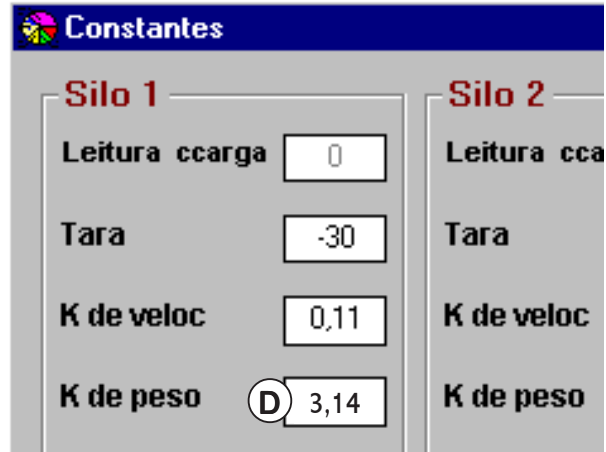 Constantes
Silo 1 Silo 2
Leitura ccarga 0 Leitura cca
Tara -30 Tara
K de veloc 0,11 K de veloc
K de peso D 3,14 K de peso